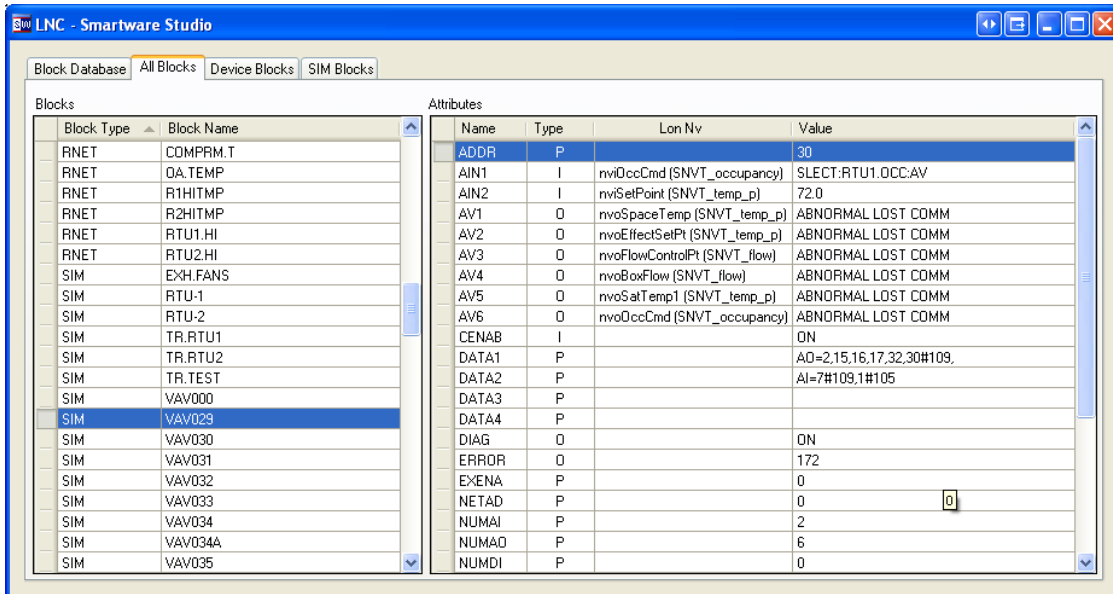 SW LNC - Smartware Studio
Block Database All Blocks Device Blocks SIM Blocks
Blocks
Block Type Block Name
RNET COMPRM.T
RNET OA.TEMP
RNET R1HITMP
RNET R2HITMP
RNET RTU1.HI
RNET RTU2.HI
SIM EXH.FANS
SIM RTU-1
SIM RTU-2
SIM TR.RTU1
SIM TR.RTU2
SIM TR.TEST
SIM VAV000
SIM VAV029
SIM VAV030
SIM VAV031
SIM VAV032
SIM VAV033
SIM VAV034
SIM VAV034A
SIM VAV035
Attributes
Name Type Lon Nv Value
ADDR P 30
AIN1 I nviOccCmd (SNVT_occupancy) SLECT:RTU1.OCC:AV
AIN2 I nviSetPoint (SNVT_temp_p) 72.0
AV1 O nvoSpaceTemp (SNVT_temp_p) ABNORMAL LOST COMM
AV2 O nvoEffectSetPt (SNVT_temp_p) ABNORMAL LOST COMM
AV3 O nvoFlowControlPt (SNVT_flow) ABNORMAL LOST COMM
AV4 O nvoBoxFlow (SNVT_flow) ABNORMAL LOST COMM
AV5 O nvoSatTemp1 (SNVT_temp_p) ABNORMAL LOST COMM
AV6 O nvoOccCmd (SNVT_occupancy) ABNORMAL LOST COMM
CENAB I ON
DATA1 P AO=2,15,16,17,32,30#109,
DATA2 P AI=7#109,1#105
DATA3 P
DATA4 P
DIAG O ON
ERROR O 172
EXENA P 0
NETAD P 0 0
NUMAI P 2
NUMAO P 6
NUMDI P 0